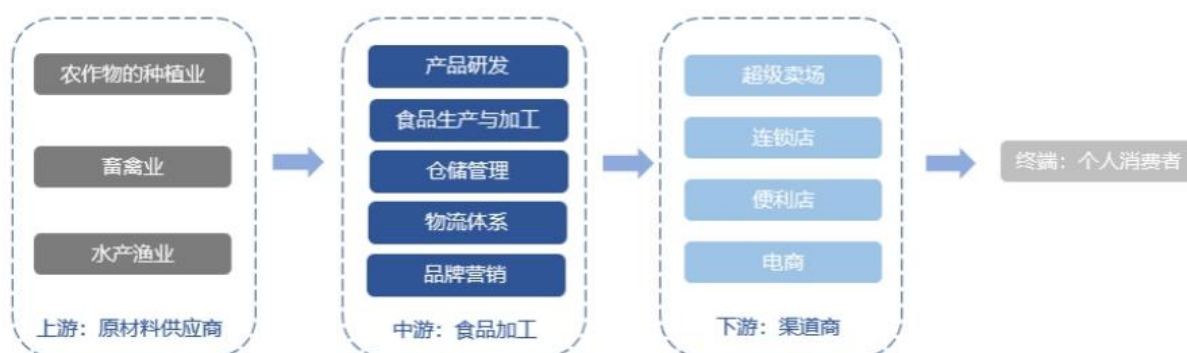 农作物的种植业
畜禽业
水产渔业
上游：原材料供应商
产品研发
食品生产与加工
仓储管理
物流体系
品牌营销
中游：食品加工
超级卖场
连锁店
便利店
电商
下游：渠道商
终端：个人消费者